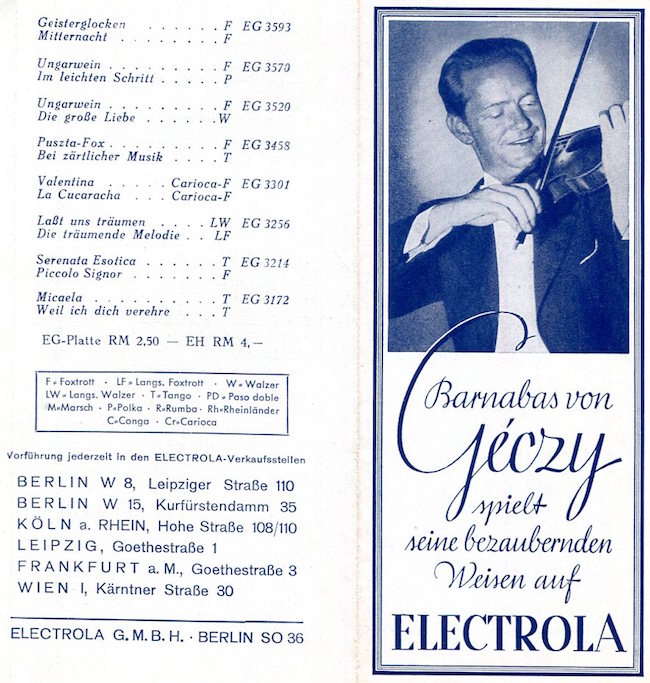 Geisterglocken . . . . . . . F EG 3593
Mitternacht . . . . . . . . F
Ungarwein . . . . . . . . . F EG 3570
Im leichten Schritt . . . . . P
Ungarwein . . . . . . . . . F EG 3520
Die große Liebe . . . . . . W
Puszta-Fox . . . . . . . . . F EG 3458
Bei zärtlicher Musik . . . . T
Valentina . . . . . Carioca-F EG 3301
La Cucaracha . . . Carioca-F
Laßt uns träumen . . . . LW EG 3256
Die träumende Melodie . . LF
Serenata Esotica . . . . . . T EG 3214
Piccolo Signor . . . . . . . F
Micaela . . . . . . . . . . T EG 3172
Weil ich dich verehre . . . T
EG-Platte RM 2,50 — EH RM 4,—
F = Foxtrott · LF = Langs. Foxtrott · W = Walzer
LW = Langs. Walzer · T = Tango · PD = Paso doble
M=Marsch · P=Polka · R=Rumba · Rh=Rheinländer
C=Conga · Cr=Carioca
Vorführung jederzeit in den ELECTROLA-Verkaufsstellen
BERLIN W 8, Leipziger Straße 110
BERLIN W 15, Kurfürstendamm 35
KÖLN a. RHEIN, Hohe Straße 108/110
LEIPZIG, Goethestraße 1
FRANKFURT a. M., Goethestraße 3
WIEN I, Kärntner Straße 30
ELECTROLA G.M.B.H. · BERLIN SO 36
Barnabas von
Géczy
spielt
seine bezaubernden
Weisen auf
ELECTROLA